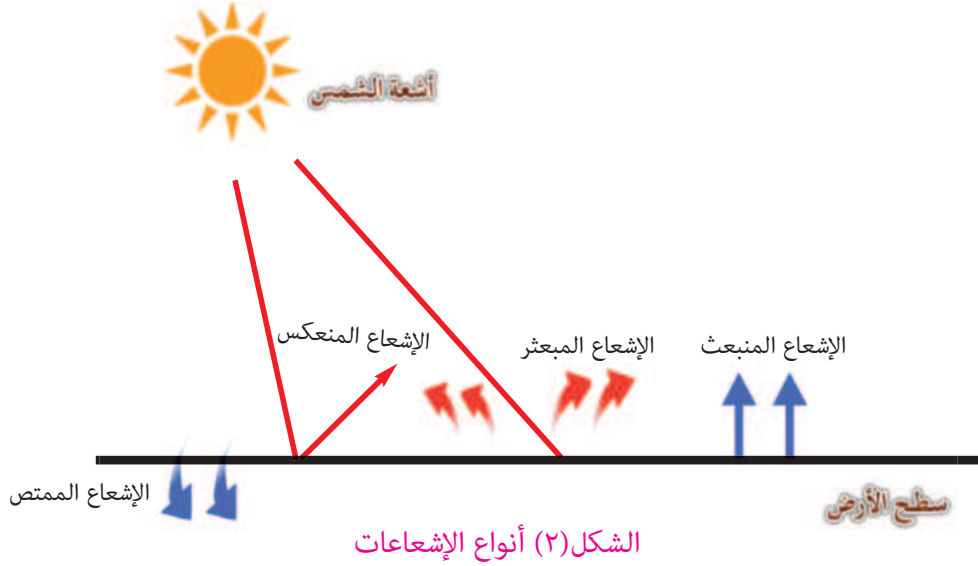 أشعة الشمس
الإشعاع المنعكس
الإشعاع المبعثر
الإشعاع المنبعث
الإشعاع الممتص
سطح الأرض
الشكل(٢) أنواع الإشعاعات